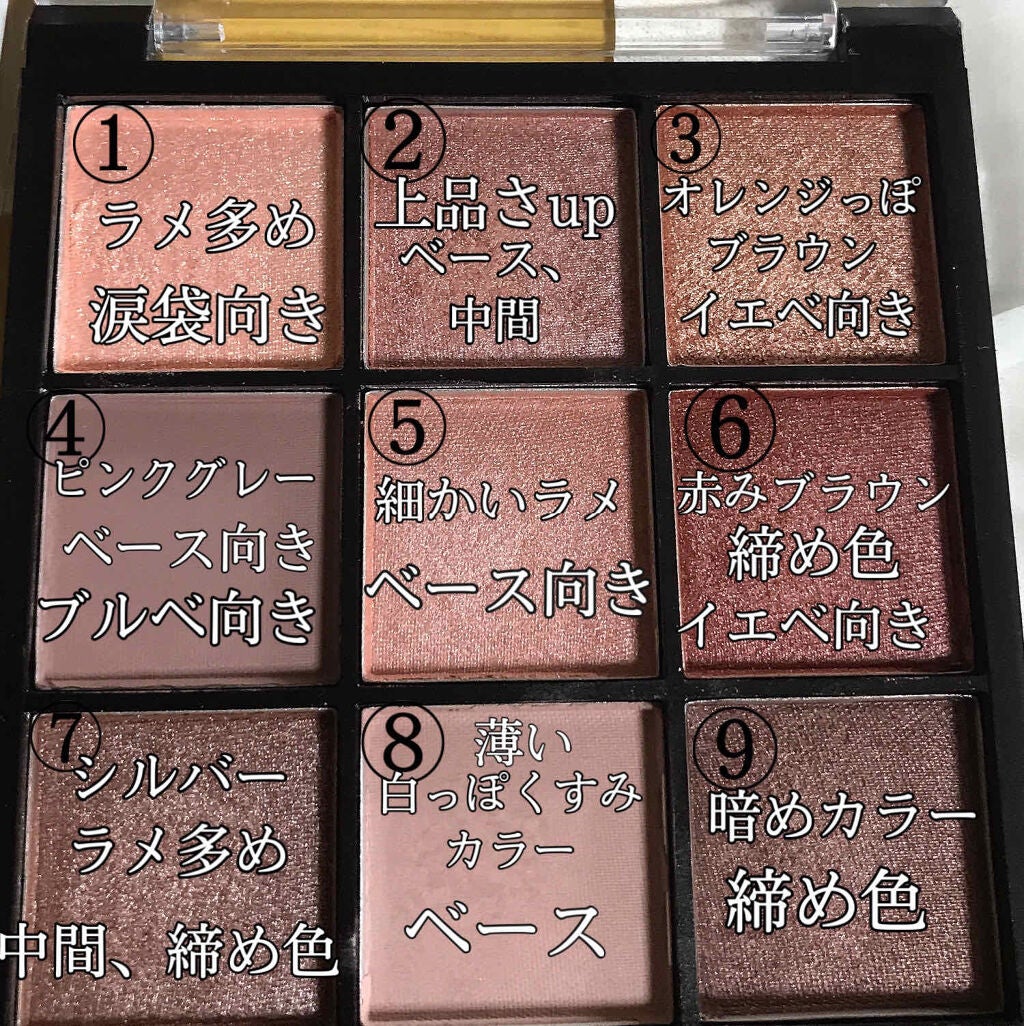 ①
ラメ多め
涙袋向き
②
上品さup
ベース、
中間
③
オレンジっぽ
ブラウン
イエベ向き
④
ピンクグレー
ベース向き
ブルベ向き
⑤
細かいラメ
ベース向き
⑥
赤みブラウン
締め色
イエベ向き
⑦
シルバー
ラメ多め
中間、締め色
⑧
薄い
白っぽくすみ
カラー
ベース
⑨
暗めカラー
締め色